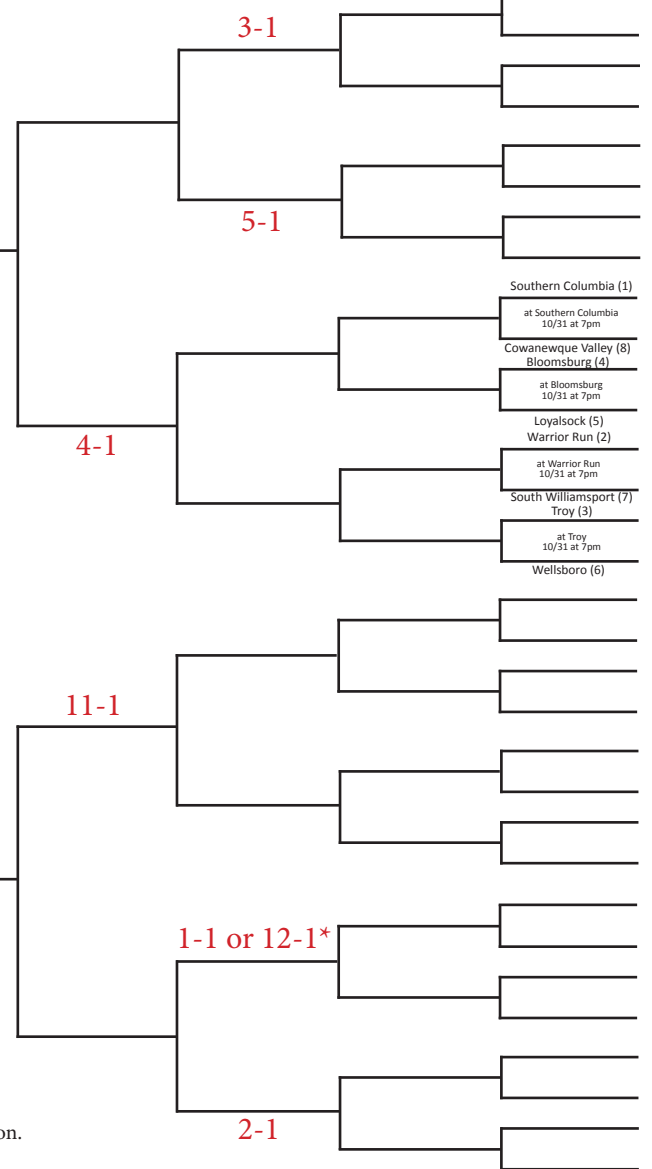 3-1
5-1
Southern Columbia (1)
at Southern Columbia
10/31 at 7pm
Cowanewque Valley (8)
Bloomsburg (4)
at Bloomsburg
10/31 at 7pm
Loyalsock (5)
4-1
Warrior Run (2)
at Warrior Run
10/31 at 7pm
South Williamsport (7)
Troy (3)
at Troy
10/31 at 7pm
Wellsboro (6)
11-1
1-1 or 12-1*
2-1
on.